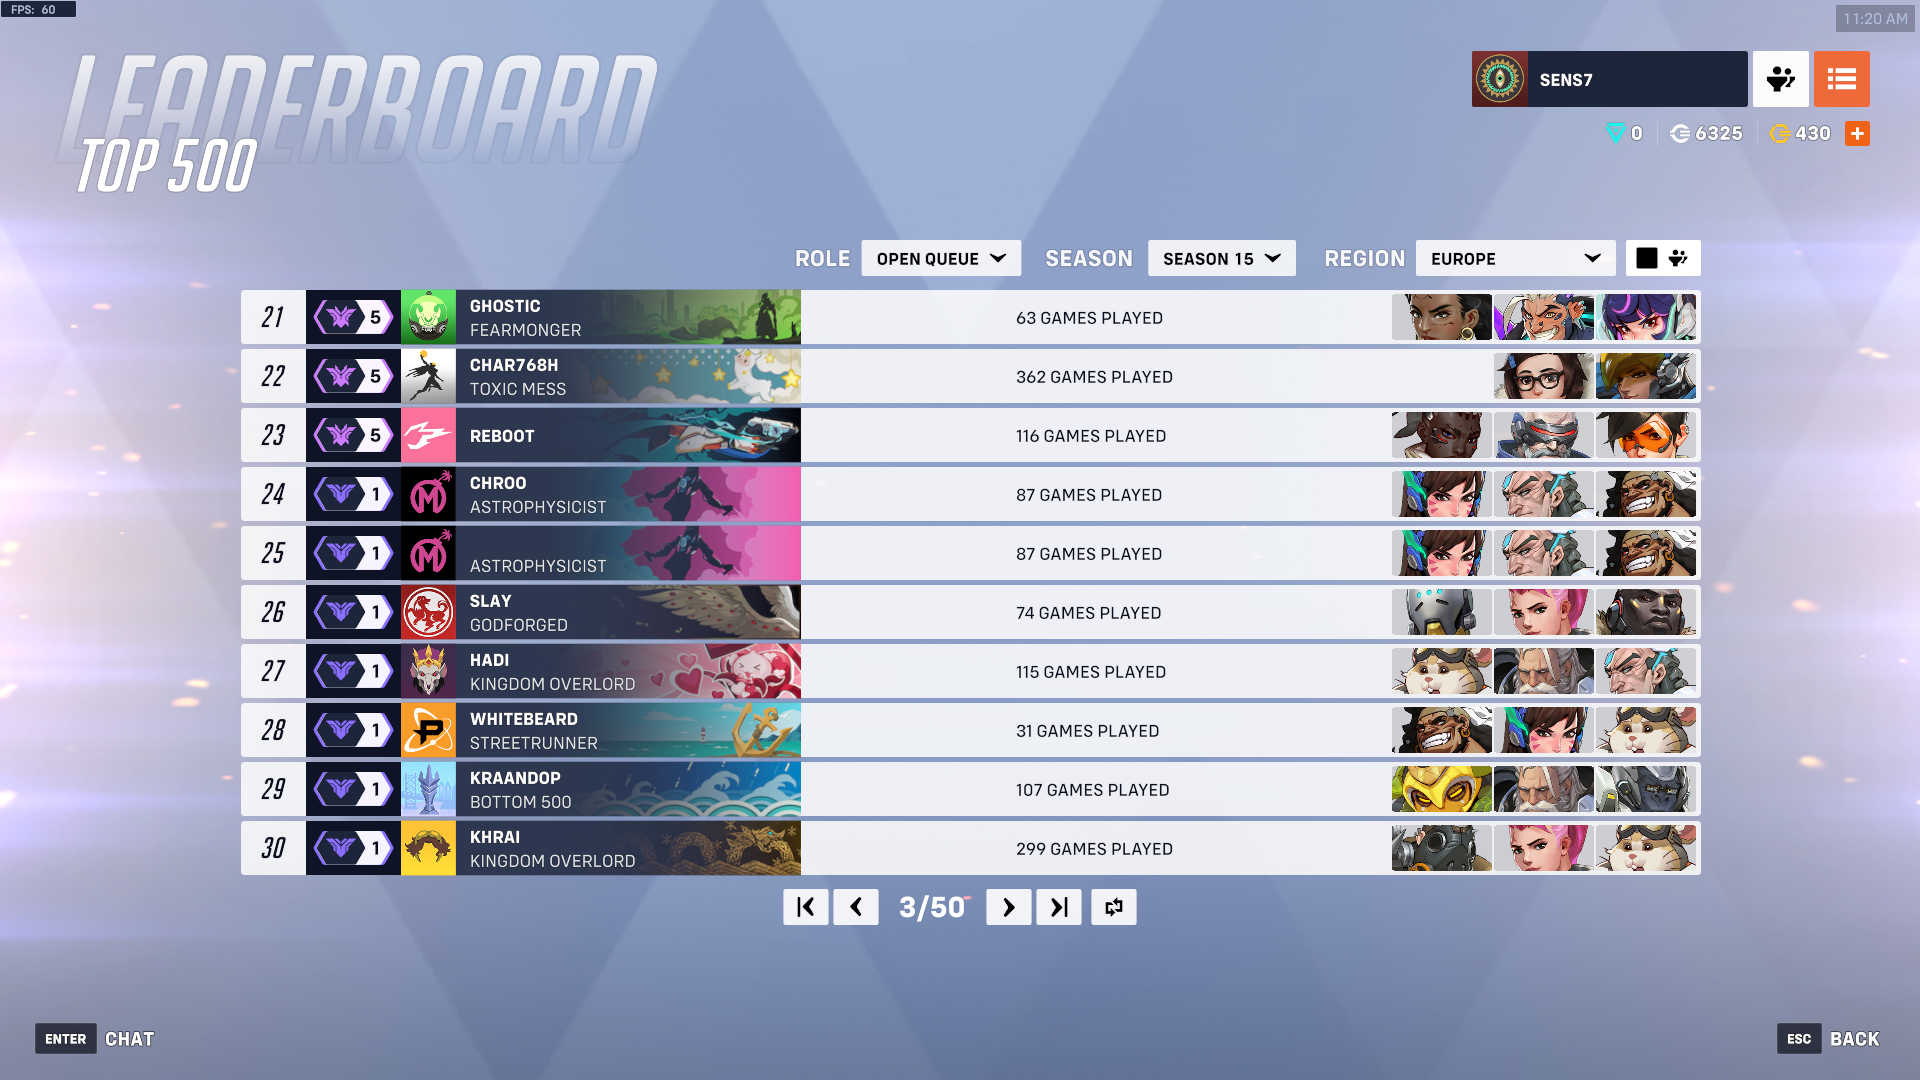 FPS: 60
11:20 AM
LEADERBOARD
TOP 500
SENS7
0 6325 430
ROLE OPEN QUEUE SEASON SEASON 15 REGION EUROPE
21 5 GHOSTIC
FEARMONGER
63 GAMES PLAYED
22 5 CHAR768H
TOXIC MESS
362 GAMES PLAYED
23 5 REBOOT
116 GAMES PLAYED
24 1 CHROO
ASTROPHYSICIST
87 GAMES PLAYED
25 1 ASTROPHYSICIST
87 GAMES PLAYED
26 1 SLAY
GODFORGED
74 GAMES PLAYED
27 1 HADI
KINGDOM OVERLORD
115 GAMES PLAYED
28 1 WHITEBEARD
STREETRUNNER
31 GAMES PLAYED
29 1 KRAANDOP
BOTTOM 500
107 GAMES PLAYED
30 1 KHRAI
KINGDOM OVERLORD
299 GAMES PLAYED
3/50
ENTER CHAT
ESC BACK